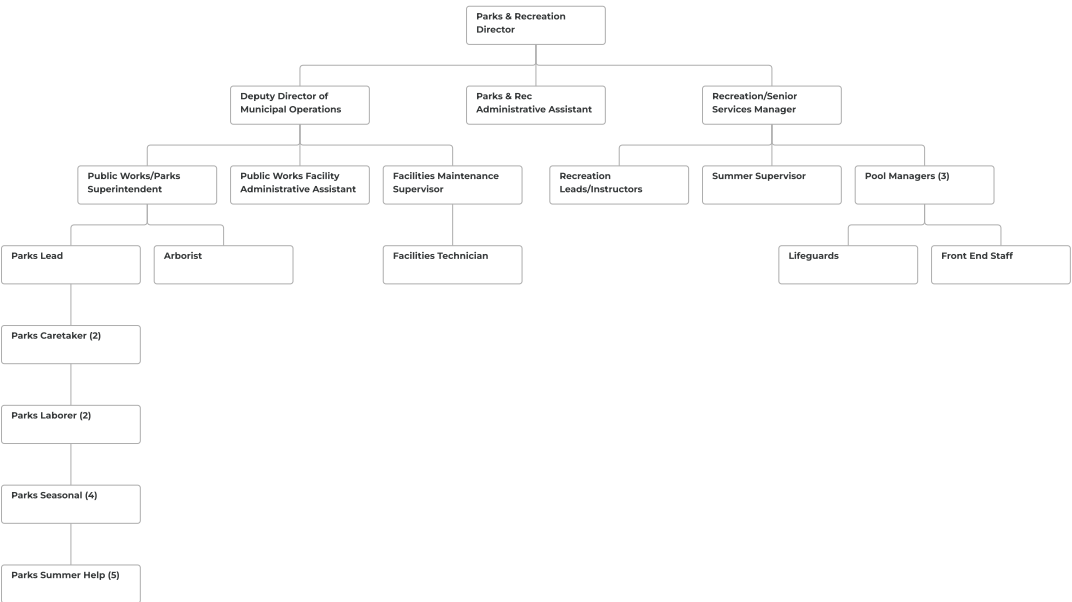 Parks & Recreation
Director
Deputy Director of
Municipal Operations
Parks & Rec
Administrative Assistant
Recreation/Senior
Services Manager
Public Works/Parks
Superintendent
Public Works Facility
Administrative Assistant
Facilities Maintenance
Supervisor
Recreation
Leads/Instructors
Summer Supervisor
Pool Managers (3)
Parks Lead
Arborist
Facilities Technician
Lifeguards
Front End Staff
Parks Caretaker (2)
Parks Laborer (2)
Parks Seasonal (4)
Parks Summer Help (5)